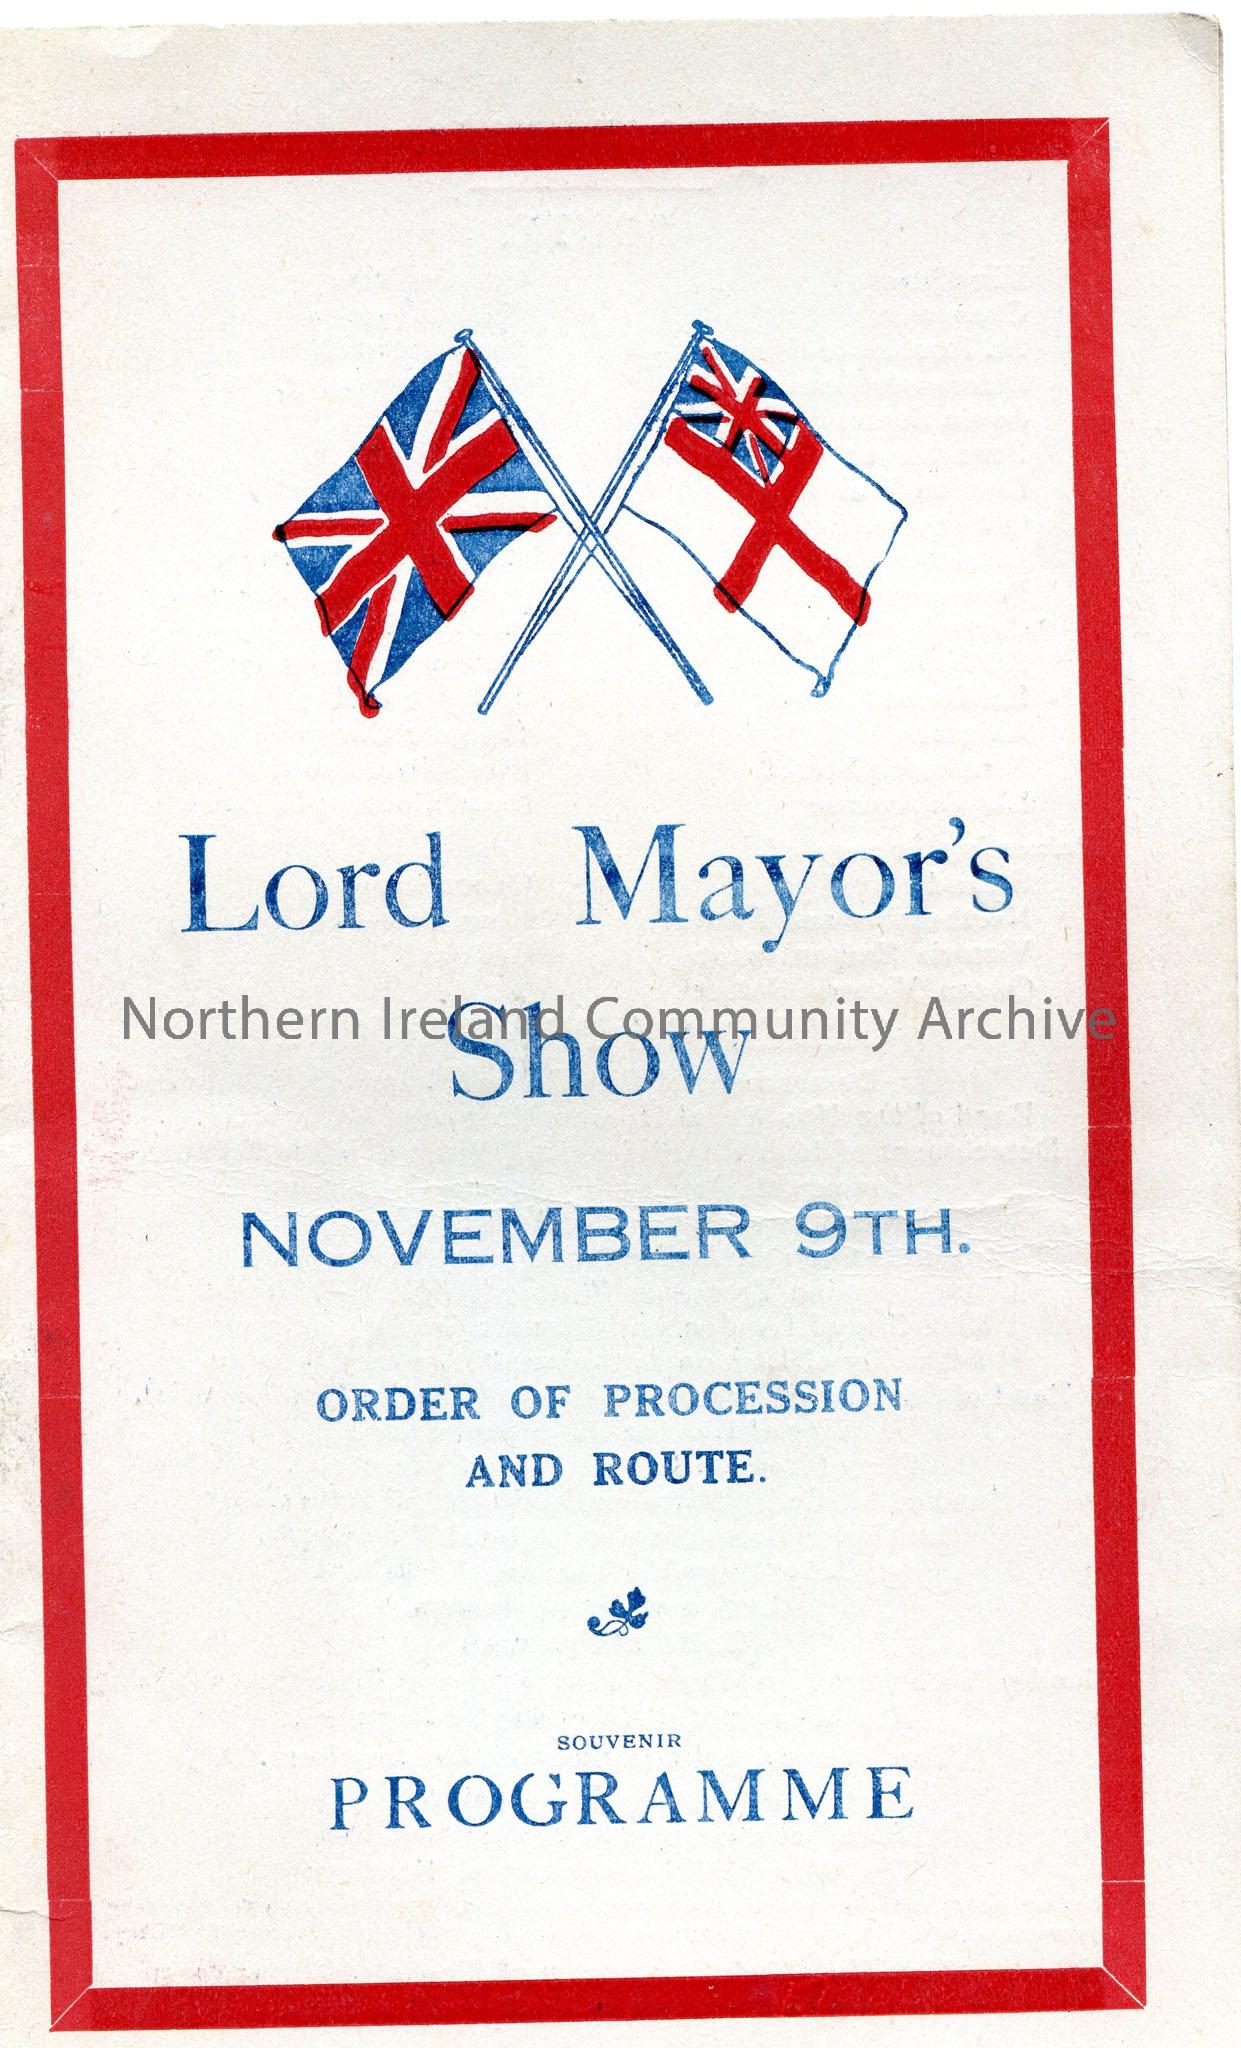 Lord Mayor's
Northern Ireland Community Archive
Show
NOVEMBER 9TH.
ORDER OF PROCESSION
AND ROUTE.
SOUVENIR
PROGRAMME